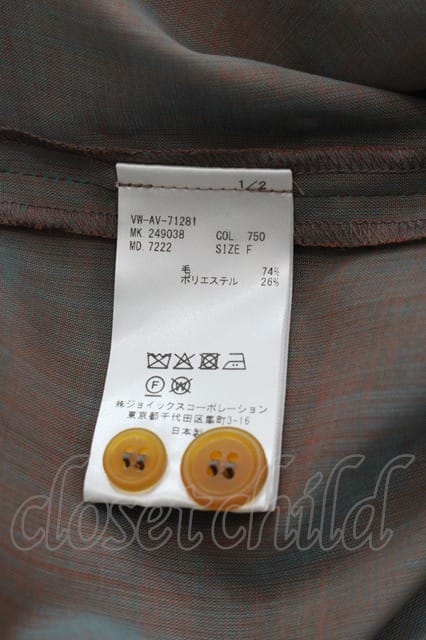 1/2
VW-AV-71281
MK 249038 COL. 750
MD. 7222 SIZE F
毛 74%
ポリエステル 26%
株ジョイックスコーポレーション
東京都千代田区隼町3-16
日本製
closet child